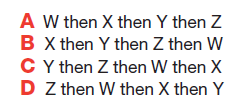 A W then X then Y then Z
B X then Y then Z then W
C Y then Z then W then X
D Z then W then X then Y